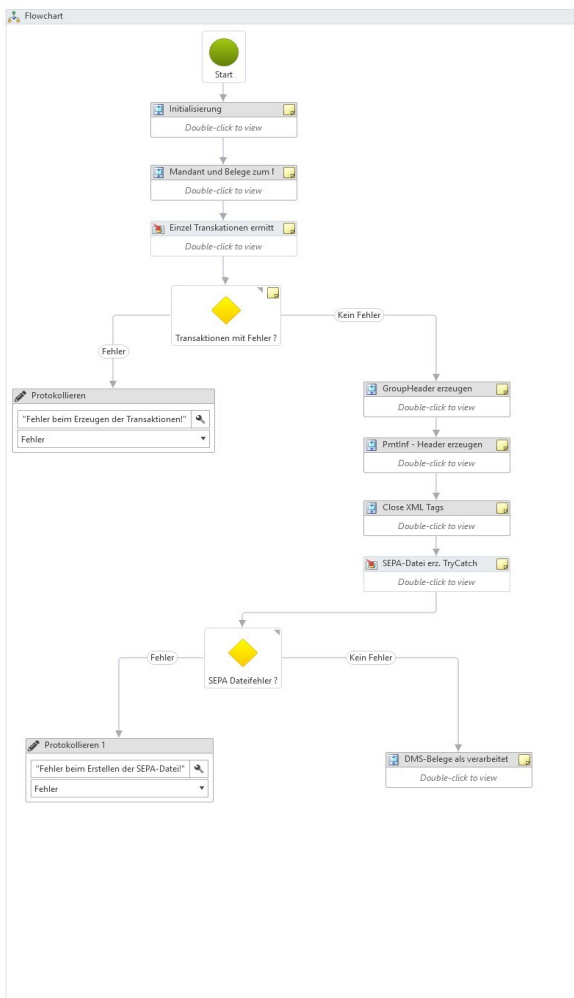 Flowchart
Start
Initialisierung
Double-click to view
Mandant und Belege zum
Double-click to view
Einzel Transkationen ermitt
Double-click to view
Transaktionen mit Fehler ?
Kein Fehler
Fehler
Protokollieren
"Fehler beim Erzeugen der Transaktionen!"
Fehler
GroupHeader erzeugen
Double-click to view
PmtInf - Header erzeugen
Double-click to view
Close XML Tags
Double-click to view
SEPA-Datei erz. TryCatch
Double-click to view
SEPA Dateifehler ?
Fehler
Kein Fehler
Protokollieren 1
"Fehler beim Erstellen der SEPA-Datei!"
Fehler
DMS-Belege als verarbeitet
Double-click to view